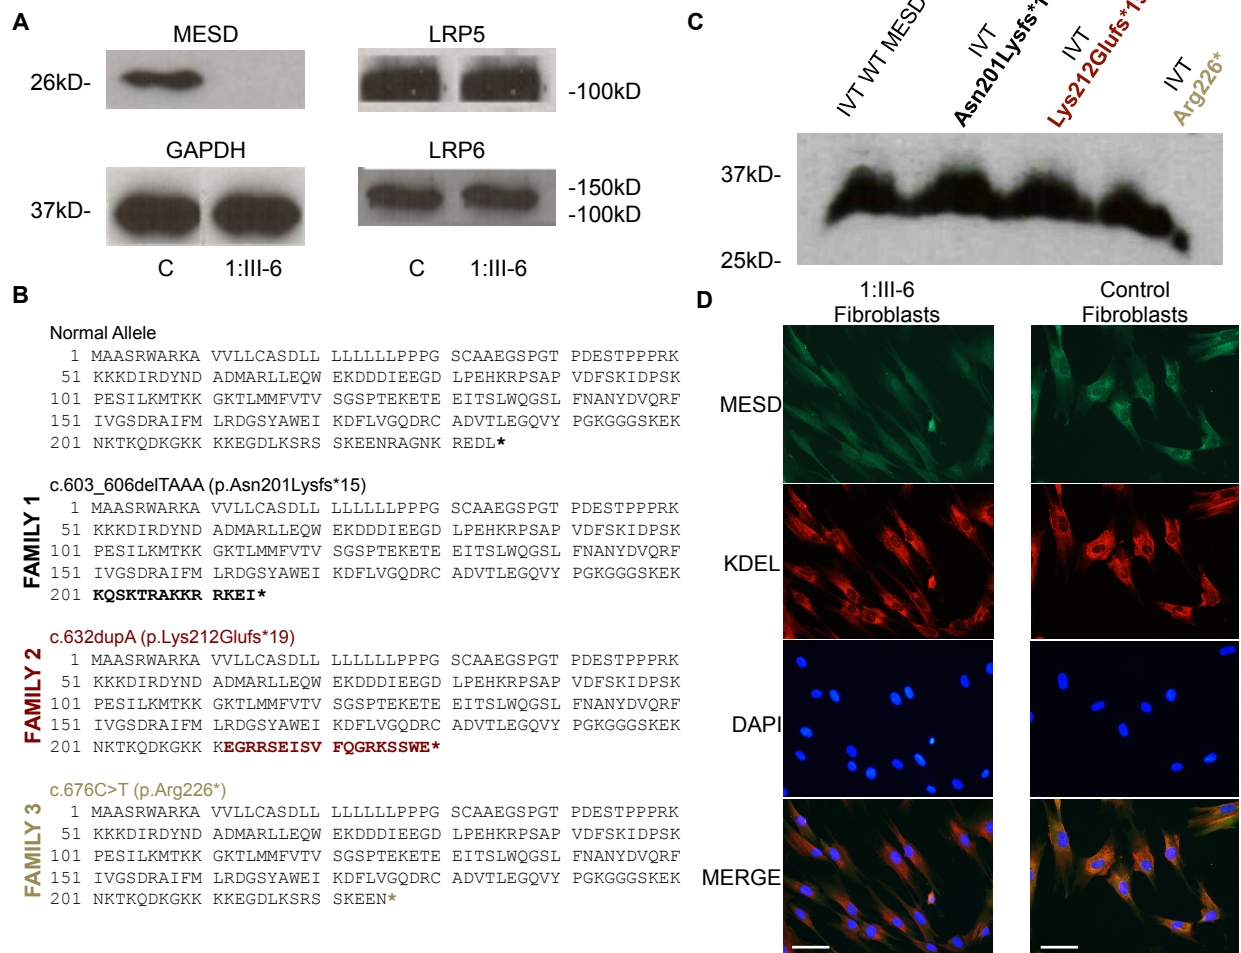 A
MESD
26kD-
LRP5
-100kD
GAPDH
37kD-
LRP6
-150kD
-100kD
C 1:III-6
C 1:III-6
B
Normal Allele
1 MAASRWARKA VVLLCASDLL LLLLLLPPPG SCAAEGSPGT PDESTPPPRK
51 KKKDIRDYND ADMARLLEQW EKDDDIEEGD LPEHKRPSAP VDFSKIDPSK
101 PESILKMTKK GKTLMMFVTV SGSPTEKETE EITSLWQGSL FNANYDVQRF
151 IVGSDRAIFM LRDGSYAWEI KDFLVGQDRC ADVTLEGQVY PGKGGGSKEK
201 NKTKQDKGKK KKEGDLKSRS SKEENRAGNK REDL*
FAMILY 1
c.603_606delTAAA (p.Asn201Lysfs*15)
1 MAASRWARKA VVLLCASDLL LLLLLLPPPG SCAAEGSPGT PDESTPPPRK
51 KKKDIRDYND ADMARLLEQW EKDDDIEEGD LPEHKRPSAP VDFSKIDPSK
101 PESILKMTKK GKTLMMFVTV SGSPTEKETE EITSLWQGSL FNANYDVQRF
151 IVGSDRAIFM LRDGSYAWEI KDFLVGQDRC ADVTLEGQVY PGKGGGSKEK
201 KQSKTRAKKR RKEI*
FAMILY 2
c.632dupA (p.Lys212Glufs*19)
1 MAASRWARKA VVLLCASDLL LLLLLLPPPG SCAAEGSPGT PDESTPPPRK
51 KKKDIRDYND ADMARLLEQW EKDDDIEEGD LPEHKRPSAP VDFSKIDPSK
101 PESILKMTKK GKTLMMFVTV SGSPTEKETE EITSLWQGSL FNANYDVQRF
151 IVGSDRAIFM LRDGSYAWEI KDFLVGQDRC ADVTLEGQVY PGKGGGSKEK
201 NKTKQDKGKK KEGRRSEISV FQGRKSSWE*
FAMILY 3
c.676C>T (p.Arg226*)
1 MAASRWARKA VVLLCASDLL LLLLLLPPPG SCAAEGSPGT PDESTPPPRK
51 KKKDIRDYND ADMARLLEQW EKDDDIEEGD LPEHKRPSAP VDFSKIDPSK
101 PESILKMTKK GKTLMMFVTV SGSPTEKETE EITSLWQGSL FNANYDVQRF
151 IVGSDRAIFM LRDGSYAWEI KDFLVGQDRC ADVTLEGQVY PGKGGGSKEK
201 NKTKQDKGKK KKEGDLKSRS SKEEN*
C
IVT WT MESD
IVT
Asn201Lysfs*1
IVT
Lys212Glufs*19
IVT
Arg226*
37kD-
25kD-
D
1:III-6
Fibroblasts
Control
Fibroblasts
MESD
KDEL
DAPI
MERGE